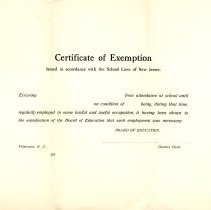 Certificate of Exemption
Issued in accordance with the School Laws of New Jersey.
Excusing from attendance at school until
on condition of being, during that time,
regularly employed in some lawful and useful occupation, it having been shown to
the satisfaction of the Board of Education that such employment was necessary.
BOARD OF EDUCATION.
Princeton, N. J. District Clerk.
191